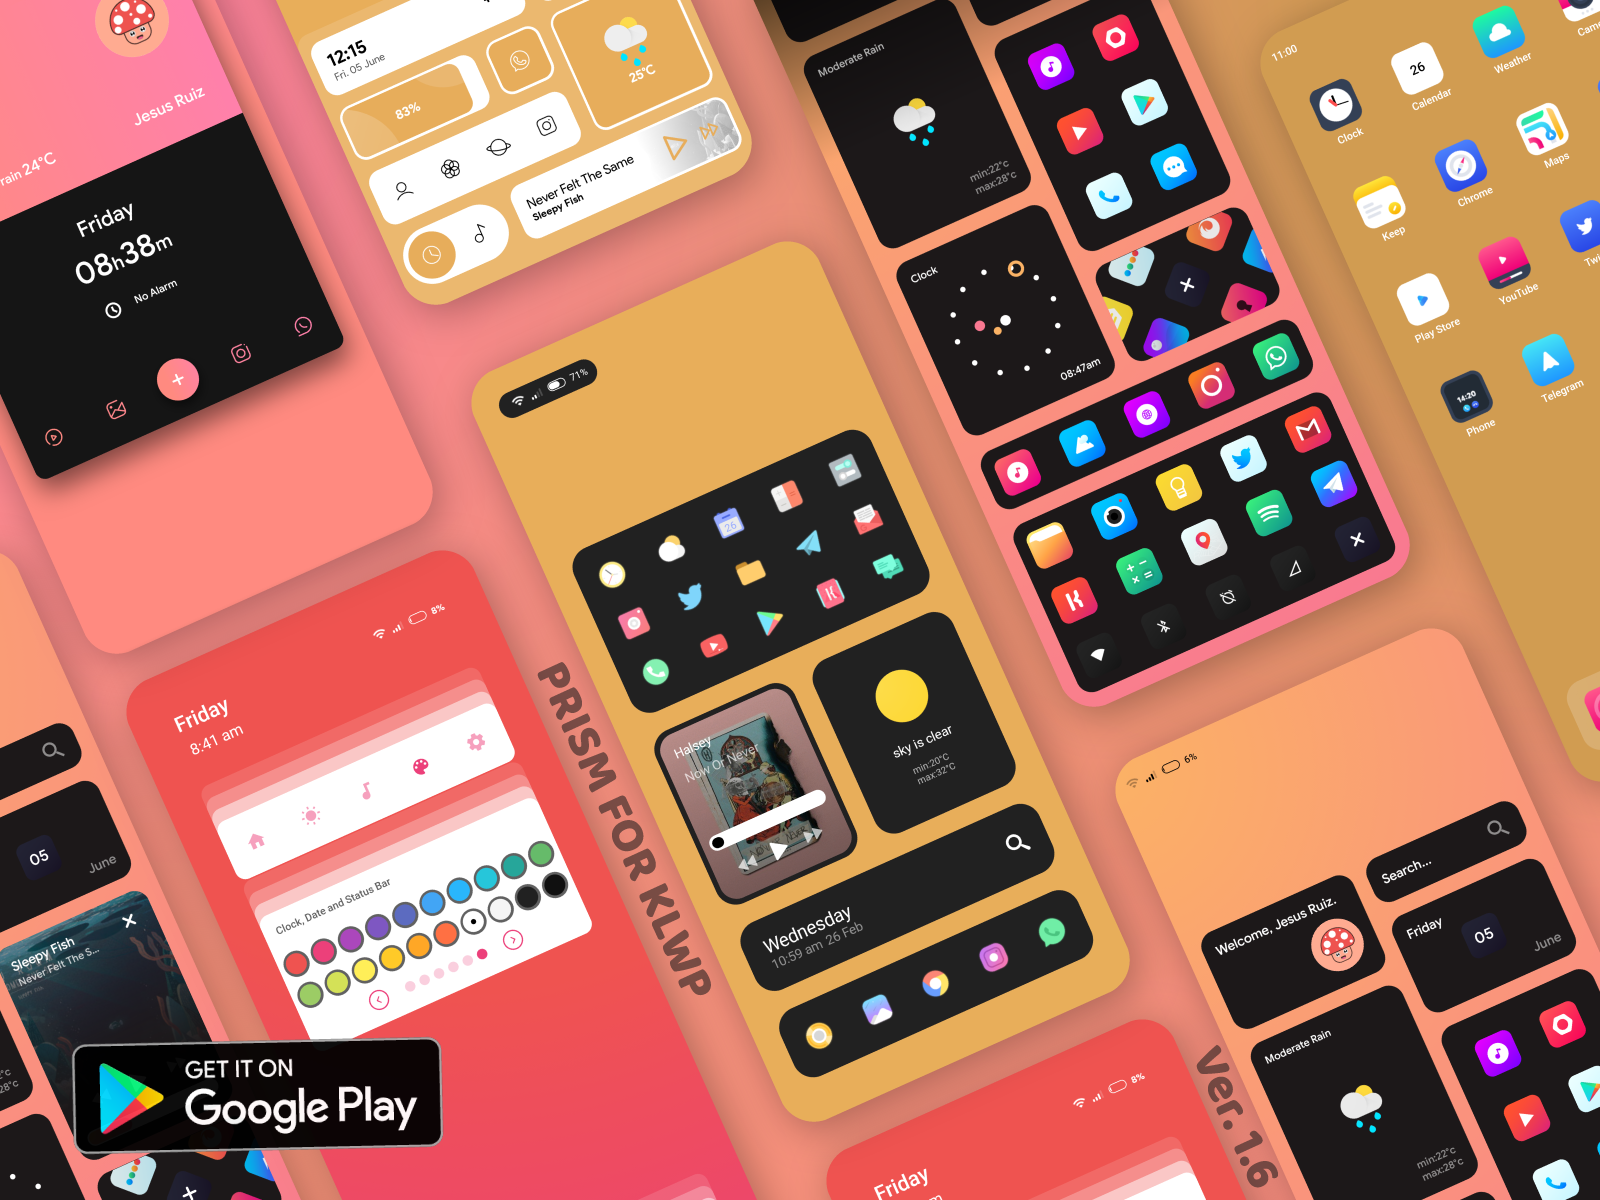 Jesus Ruiz
rain 24°C
Friday
08h38m
No Alarm
12:15
Fri. 05 June
83%
25°C
Never Felt The Same
Sleepy Fish
Moderate Rain
min:22°c
max:28°c
Clock
08:47am
11:00
Clock
26
Calendar
Weather
Keep
Chrome
Maps
Play Store
YouTube
14:20
Phone
Telegram
71%
26
Halsey
Now Or Never
sky is clear
min:20°c
max:32°C
Wednesday
10:59 am 26 Feb
PRISM FOR KLWP
8%
Friday
8:41 am
Clock, Date and Status Bar
05
June
Sleepy Fish
Never Felt The S...
GET IT ON
Google Play
6%
Search...
Welcome, Jesus Ruiz.
Friday
05
June
Moderate Rain
min:22°c
max:28°c
8%
Friday
Ver. 1.6